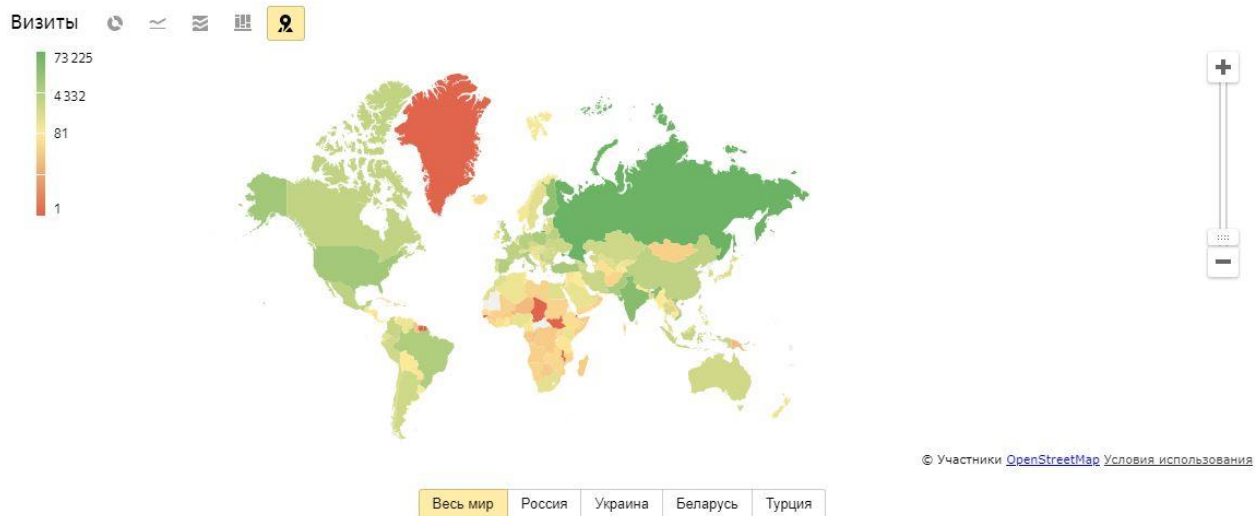 Визиты
73 225
4 332
81
1
© Участники OpenStreetMap Условия использования
Весь мир Россия Украина Беларусь Турция